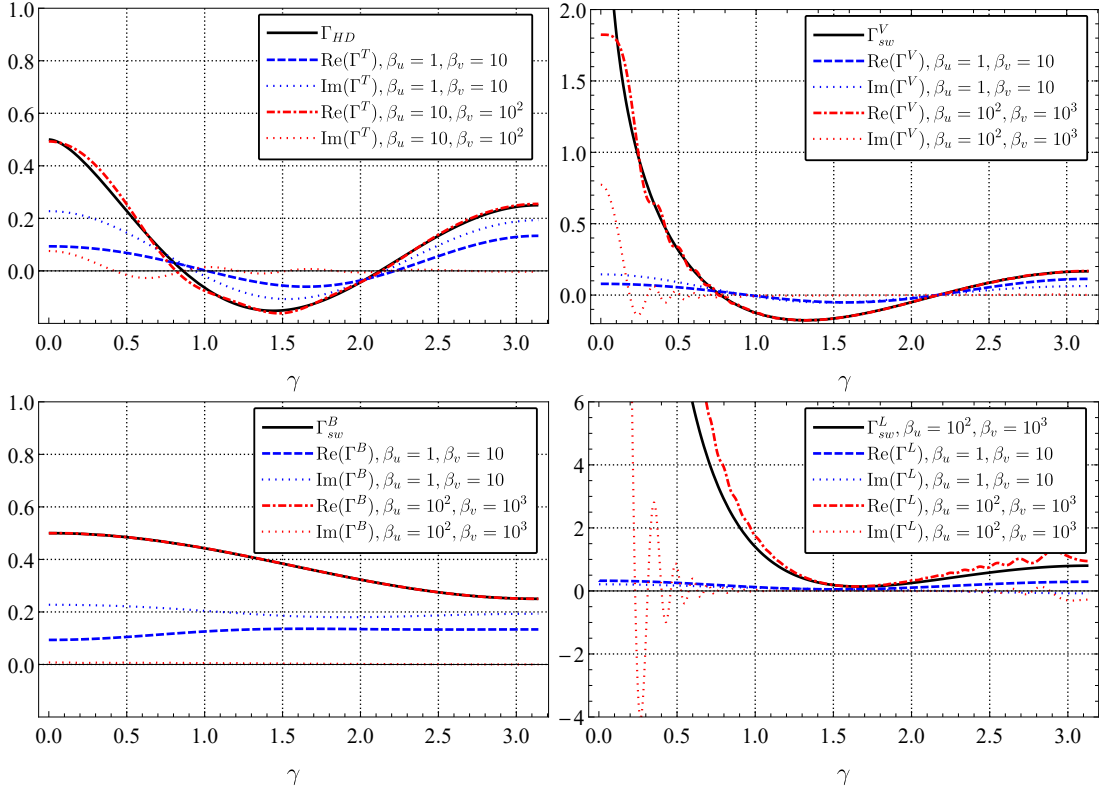 1.0
0.8
0.6
0.4
0.2
0.0
Γ_HD
Re(Γ^T), β_u = 1, β_v = 10
Im(Γ^T), β_u = 1, β_v = 10
Re(Γ^T), β_u = 10, β_v = 10^2
Im(Γ^T), β_u = 10, β_v = 10^2
0.0 0.5 1.0 1.5 2.0 2.5 3.0
γ
2.0
1.5
1.0
0.5
0.0
Γ^V_sw
Re(Γ^V), β_u = 1, β_v = 10
Im(Γ^V), β_u = 1, β_v = 10
Re(Γ^V), β_u = 10^2, β_v = 10^3
Im(Γ^V), β_u = 10^2, β_v = 10^3
0.0 0.5 1.0 1.5 2.0 2.5 3.0
γ
1.0
0.8
0.6
0.4
0.2
0.0
Γ^B_sw
Re(Γ^B), β_u = 1, β_v = 10
Im(Γ^B), β_u = 1, β_v = 10
Re(Γ^B), β_u = 10^2, β_v = 10^3
Im(Γ^B), β_u = 10^2, β_v = 10^3
0.0 0.5 1.0 1.5 2.0 2.5 3.0
γ
6
4
2
0
−2
−4
Γ^L_sw, β_u = 10^2, β_v = 10^3
Re(Γ^L), β_u = 1, β_v = 10
Im(Γ^L), β_u = 1, β_v = 10
Re(Γ^L), β_u = 10^2, β_v = 10^3
Im(Γ^L), β_u = 10^2, β_v = 10^3
0.0 0.5 1.0 1.5 2.0 2.5 3.0
γ